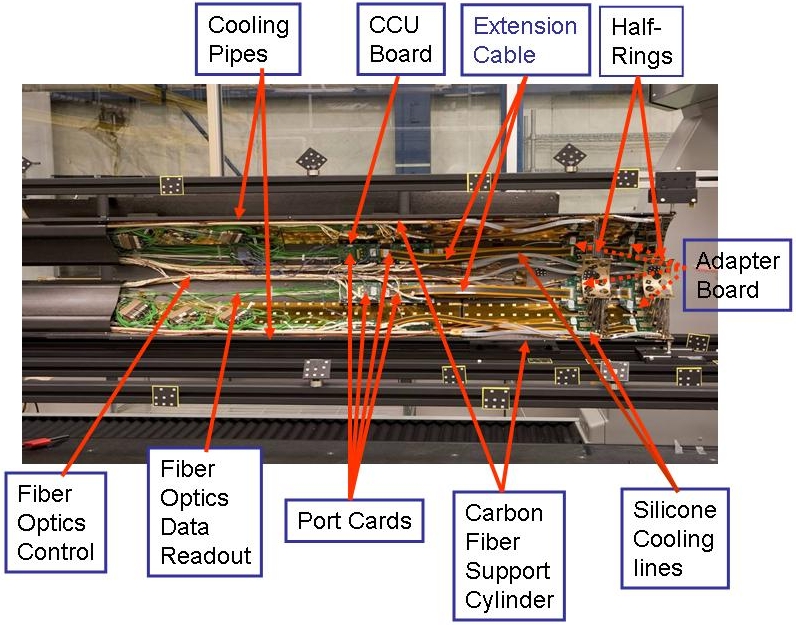 Cooling
Pipes
CCU
Board
Extension
Cable
Half-
Rings
Adapter
Board
Fiber
Optics
Control
Fiber
Optics
Data
Readout
Port Cards
Carbon
Fiber
Support
Cylinder
Silicone
Cooling
lines